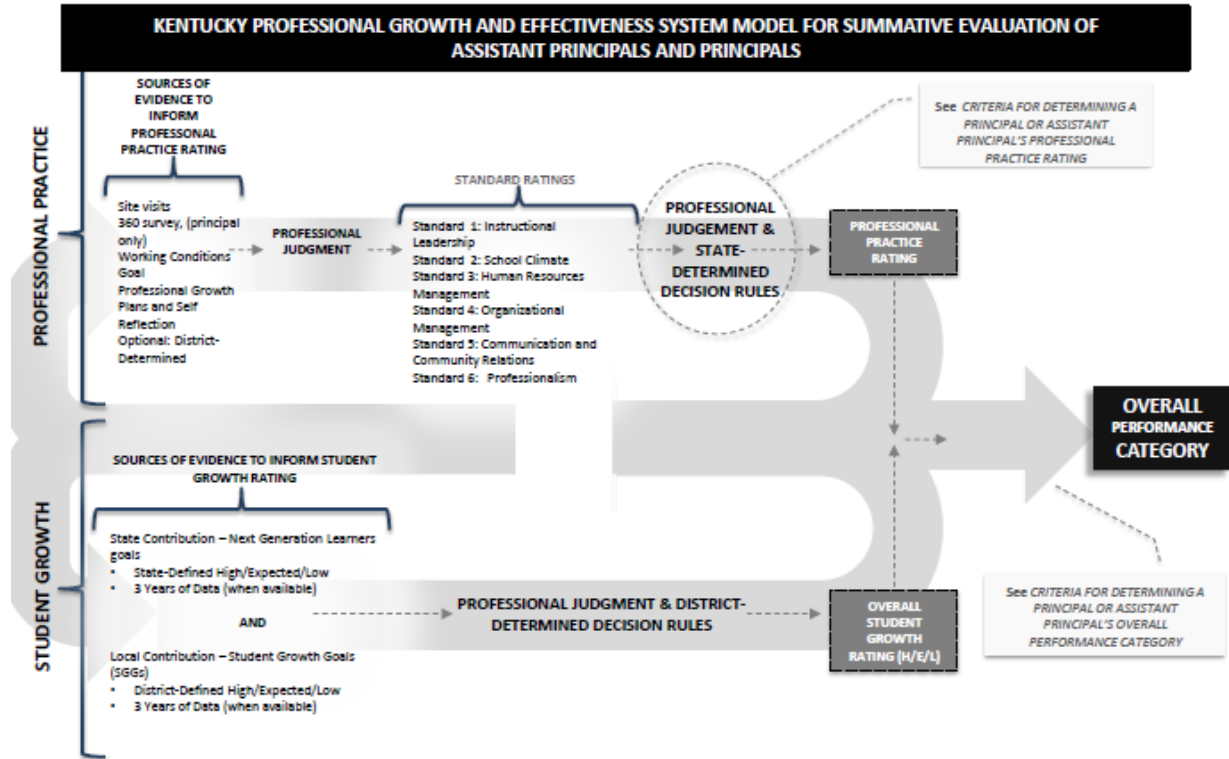 KENTUCKY PROFESSIONAL GROWTH AND EFFECTIVENESS SYSTEM MODEL FOR SUMMATIVE EVALUATION OF
ASSISTANT PRINCIPALS AND PRINCIPALS
PROFESSIONAL PRACTICE
SOURCES OF
EVIDENCE TO
INFORM
PROFESSIONAL
PRACTICE RATING
Site visits
360 survey, (principal
only)
Working Conditions
Goal
Professional Growth
Plans and Self
Reflection
Optional: District-
Determined
PROFESSIONAL
JUDGMENT
STANDARD RATINGS
Standard 1: Instructional
Leadership
Standard 2: School Climate
Standard 3: Human Resources
Management
Standard 4: Organizational
Management
Standard 5: Communication and
Community Relations
Standard 6: Professionalism
PROFESSIONAL
JUDGEMENT &
STATE-
DETERMINED
DECISION RULES
See CRITERIA FOR DETERMINING A
PRINCIPAL OR ASSISTANT
PRINCIPAL'S PROFESSIONAL
PRACTICE RATING
PROFESSIONAL
PRACTICE
RATING
STUDENT GROWTH
SOURCES OF EVIDENCE TO INFORM STUDENT
GROWTH RATING
State Contribution – Next Generation Learners
goals
• State-Defined High/Expected/Low
• 3 Years of Data (when available)
AND
Local Contribution – Student Growth Goals
(SGGs)
• District-Defined High/Expected/Low
• 3 Years of Data (when available)
PROFESSIONAL JUDGMENT & DISTRICT-
DETERMINED DECISION RULES
OVERALL
STUDENT
GROWTH
RATING (H/E/L)
OVERALL
PERFORMANCE
CATEGORY
See CRITERIA FOR DETERMINING A
PRINCIPAL OR ASSISTANT
PRINCIPAL'S OVERALL
PERFORMANCE CATEGORY